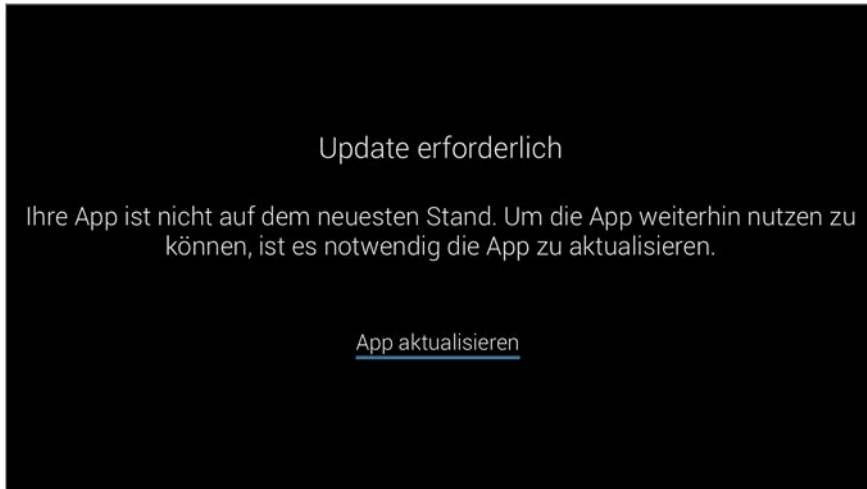 Update erforderlich
Ihre App ist nicht auf dem neuesten Stand. Um die App weiterhin nutzen zu
können, ist es notwendig die App zu aktualisieren.
App aktualisieren